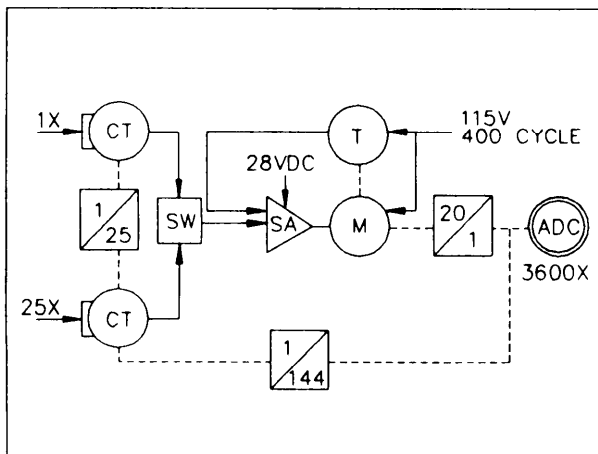 1X
CT
T
115V
400 CYCLE
28VDC
1
25
SW
SA
M
20
1
ADC
3600X
25X
CT
1
144